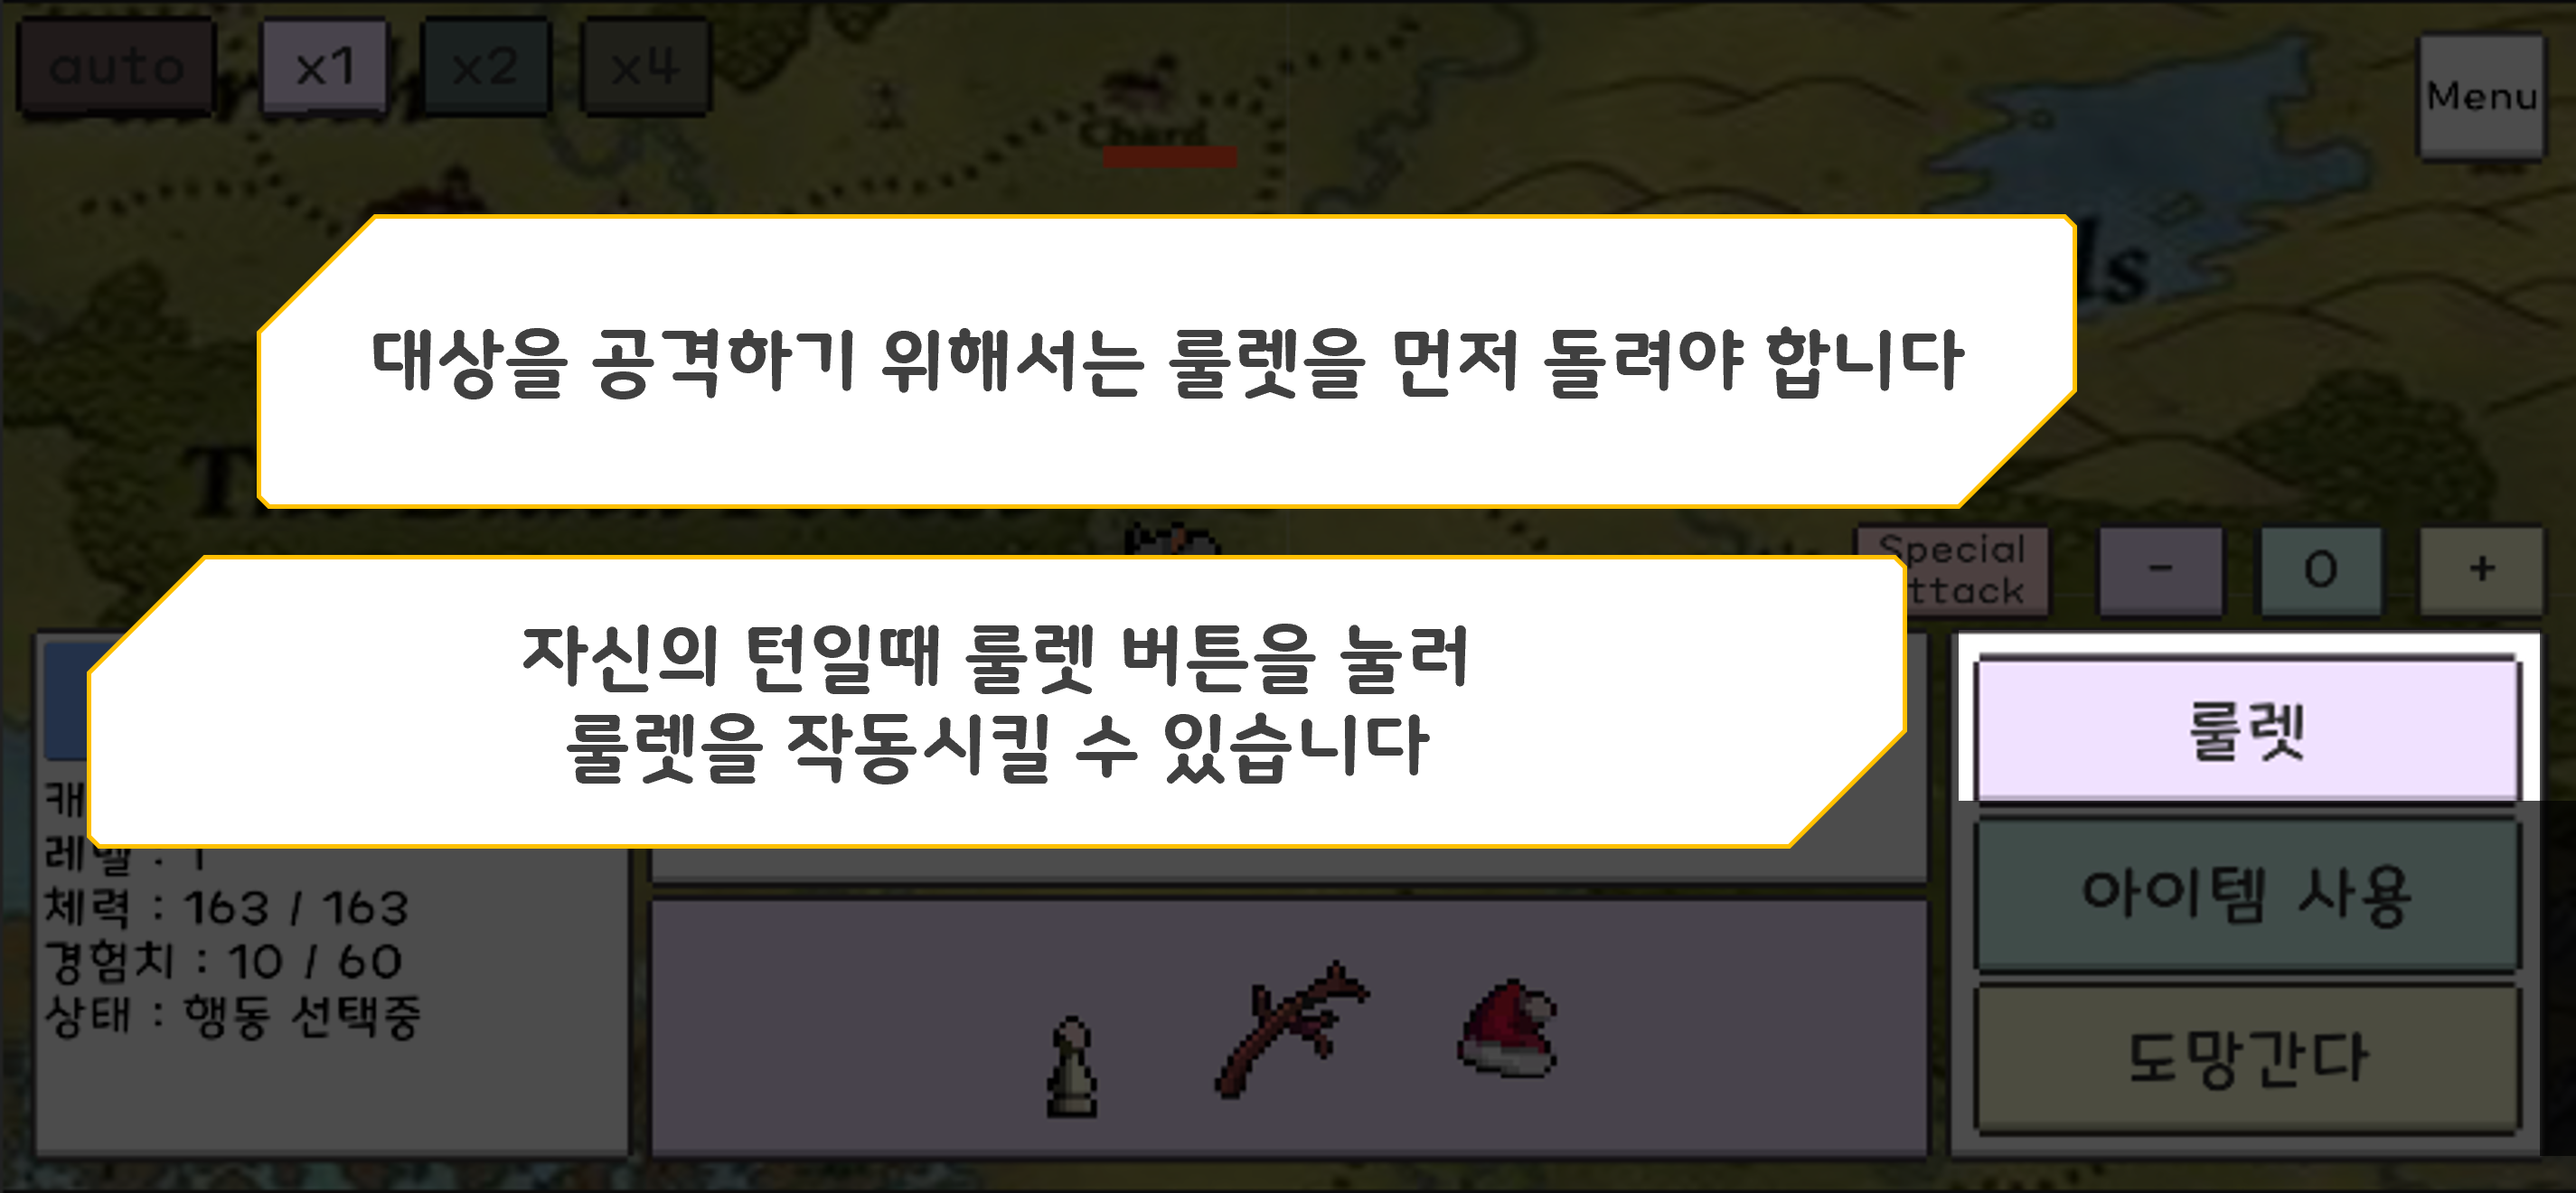 auto
x1
x2
x4
Menu
Chard
대상을 공격하기 위해서는 룰렛을 먼저 돌려야 합니다
Special
자신의 턴일때 룰렛 버튼을 눌러
룰렛을 작동시킬 수 있습니다
-
0
+
룰렛
아이템 사용
도망간다
레벨 : 1
체력 : 163 / 163
경험치 : 10 / 60
상태 : 행동 선택중